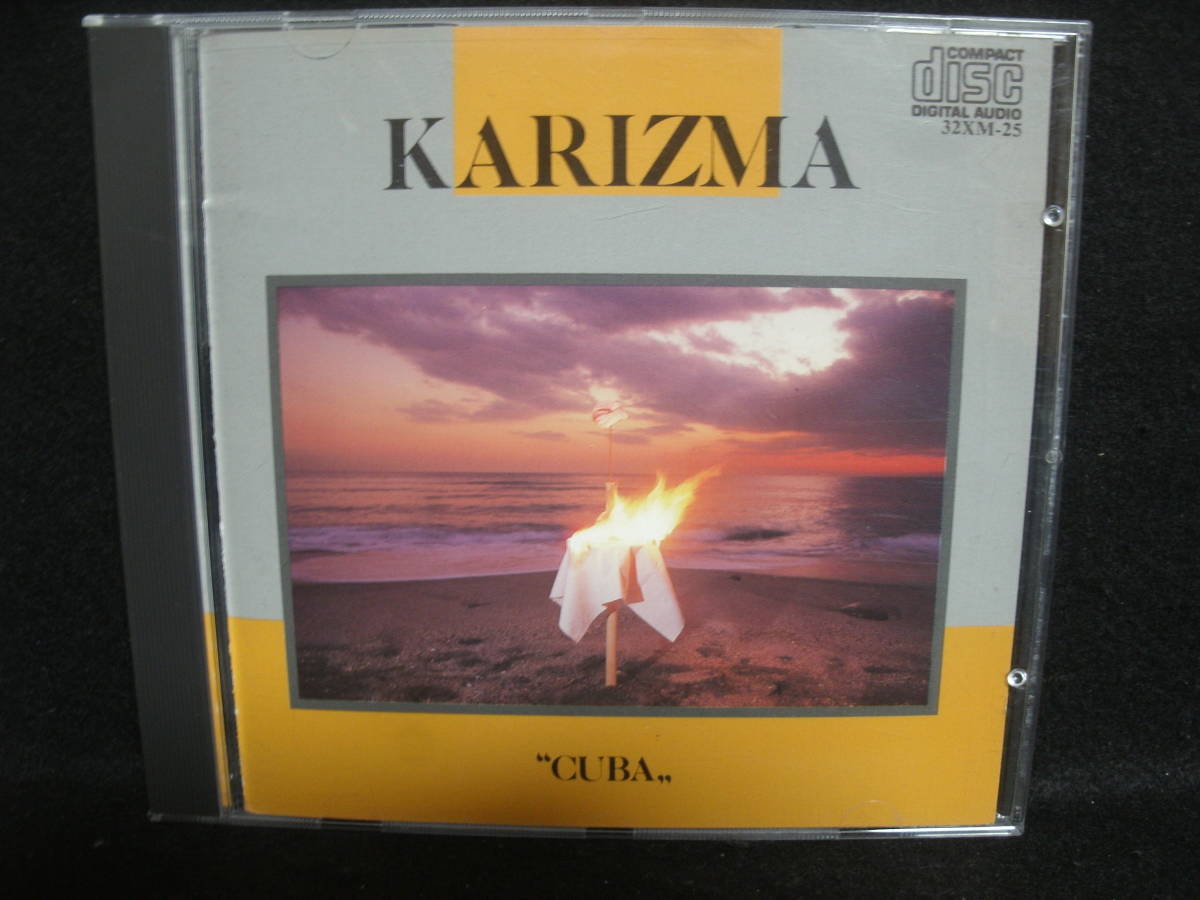 COMPACT
disc
DIGITAL AUDIO
32XM-25
KARIZMA
“CUBA„